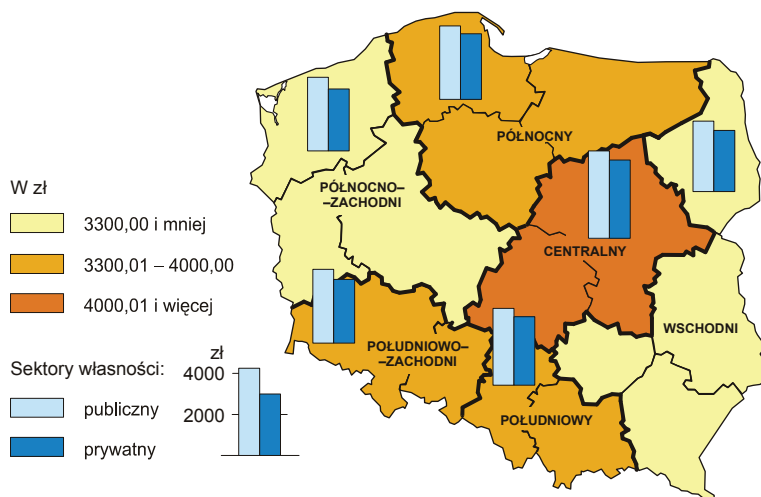 PÓŁNOCNY
PÓŁNOCNO–
–ZACHODNI
CENTRALNY
WSCHODNI
POŁUDNIOWO–
–ZACHODNI
POŁUDNIOWY
W zł
3300,00 i mniej
3300,01 – 4000,00
4000,01 i więcej
Sektory własności:
publiczny
prywatny
zł
4000
2000